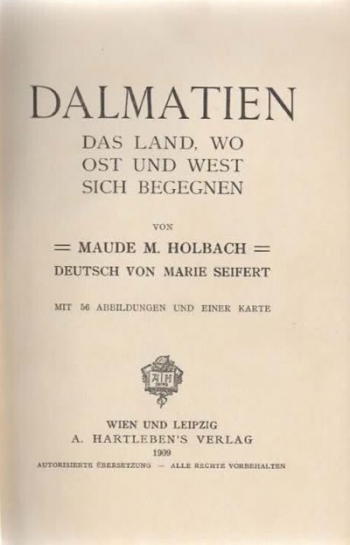 DALMATIEN
DAS LAND, WO
OST UND WEST
SICH BEGEGNEN
VON
= MAUDE M. HOLBACH =
DEUTSCH VON MARIE SEIFERT
MIT 56 ABBILDUNGEN UND EINER KARTE
AH
WIEN UND LEIPZIG
A. HARTLEBEN'S VERLAG
1909
AUTORISIERTE ÜBERSETZUNG — ALLE RECHTE VORBEHALTEN